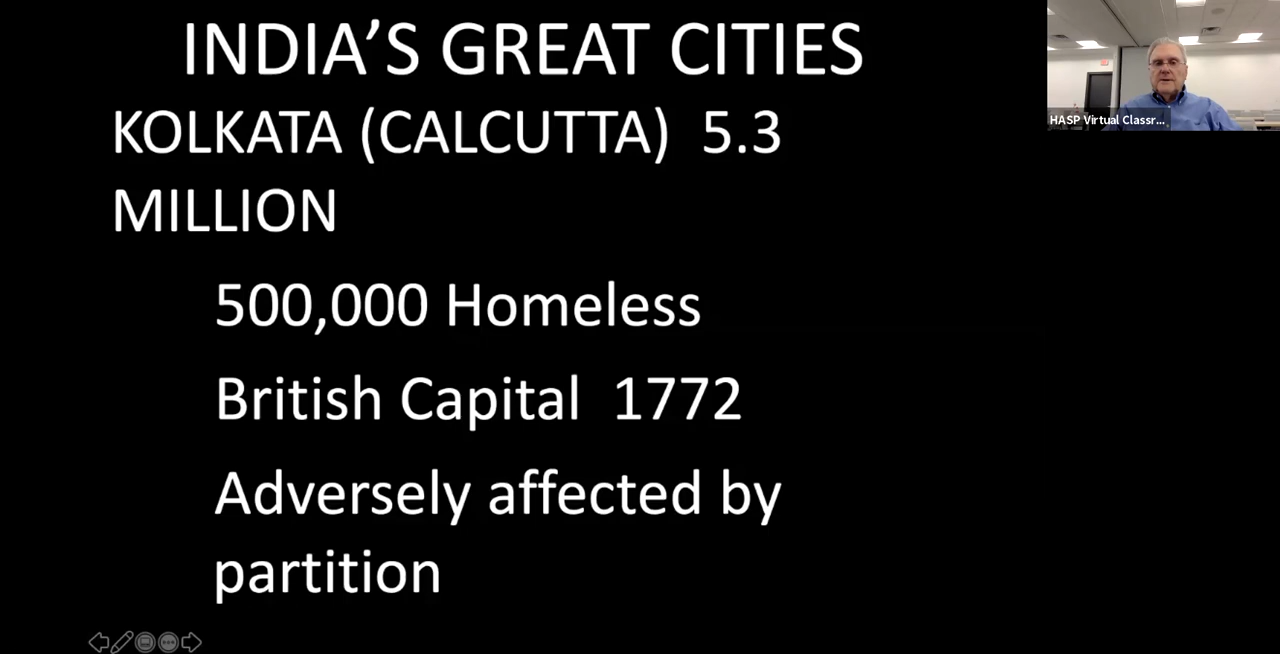 INDIA’S GREAT CITIES
KOLKATA (CALCUTTA)  5.3
MILLION
500,000 Homeless
British Capital  1772
Adversely affected by
partition
HASP Virtual Classr...